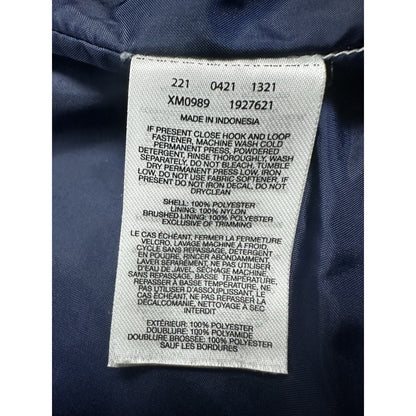 221 0421 1321
XM0989 1927621
MADE IN INDONESIA
IF PRESENT CLOSE HOOK AND LOOP
FASTENER, MACHINE WASH COLD
PERMANENT PRESS, POWDERED
DETERGENT, RINSE THOROUGHLY, WASH
SEPARATELY, DO NOT BLEACH, TUMBLE
DRY PERMANENT PRESS LOW, IRON
LOW, DO NOT USE FABRIC SOFTENER, IF
PRESENT DO NOT IRON DECAL, DO NOT
DRYCLEAN
SHELL: 100% POLYESTER
LINING: 100% NYLON
BRUSHED LINING: 100% POLYESTER
EXCLUSIVE OF TRIMMING
LE CAS ÉCHÉANT, FERMER LA FERMETURE
VELCRO, LAVAGE MACHINE À FROID,
CYCLE SANS REPASSAGE, DÉTERGENT
EN POUDRE, RINCER ABONDAMMENT,
LAVER SÉPARÉMENT, NE PAS UTILISER
D'EAU DE JAVEL, SÉCHAGE MACHINE
SANS REPASSAGE, BASSE TEMPÉRATURE,
REPASSER À BASSE TEMPÉRATURE, NE
PAS UTILISER D'ASSOUPLISSANT, LE
CAS ÉCHÉANT NE PAS REPASSER LA
DÉCALCOMANIE, NETTOYAGE À SEC
INTERDIT
EXTÉRIEUR: 100% POLYESTER
DOUBLURE: 100% POLYAMIDE
DOUBLURE BROSSÉE: 100% POLYESTER
SAUF LES BORDURES